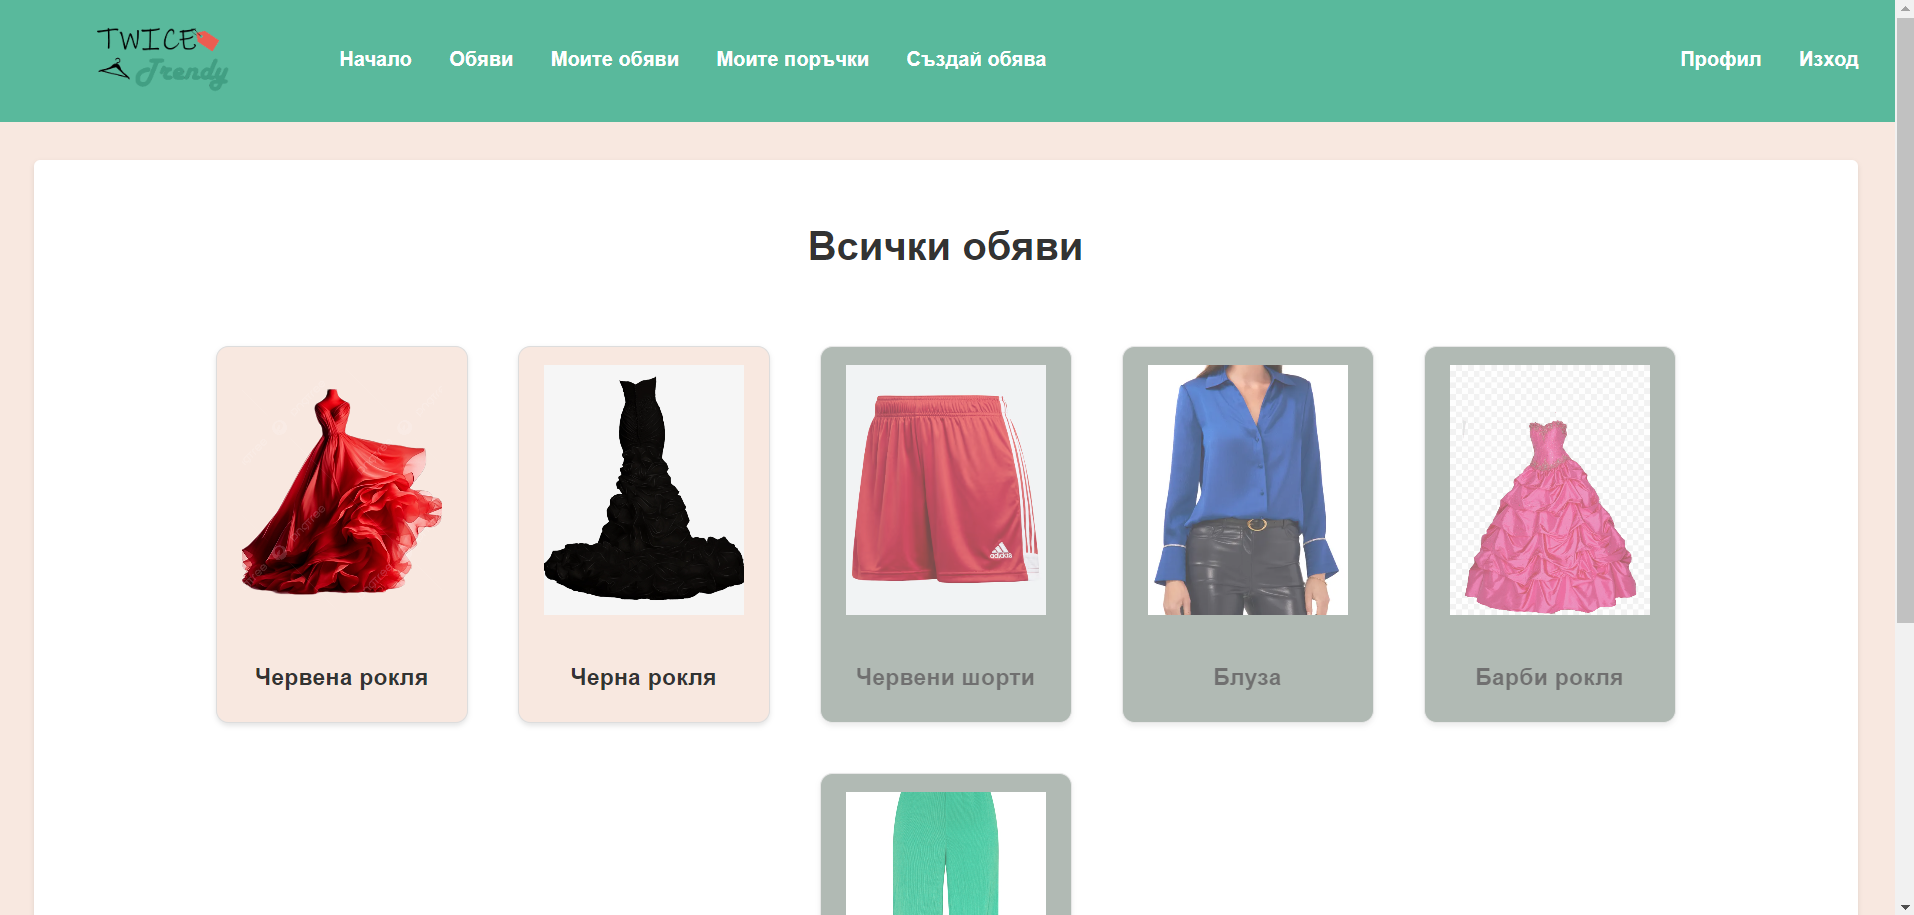 TWICE
Trendy
Начало Обяви Моите обяви Моите поръчки Създай обява Профил Изход
Всички обяви
adidas
Червена рокля Черна рокля Червени шорти Блуза Барби рокля